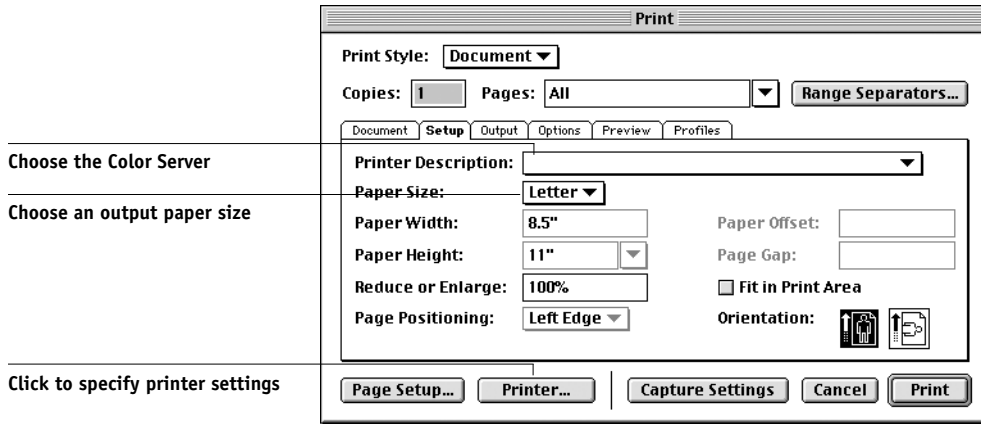 Print
Print Style: Document
Copies: 1 Pages: All Range Separators...
Document Setup Output Options Preview Profiles
Choose the Color Server
Printer Description:
Paper Size: Letter
Choose an output paper size
Paper Width: 8.5" Paper Offset:
Paper Height: 11" Page Gap:
Reduce or Enlarge: 100% Fit in Print Area
Page Positioning: Left Edge Orientation:
Click to specify printer settings
Page Setup... Printer... Capture Settings Cancel Print